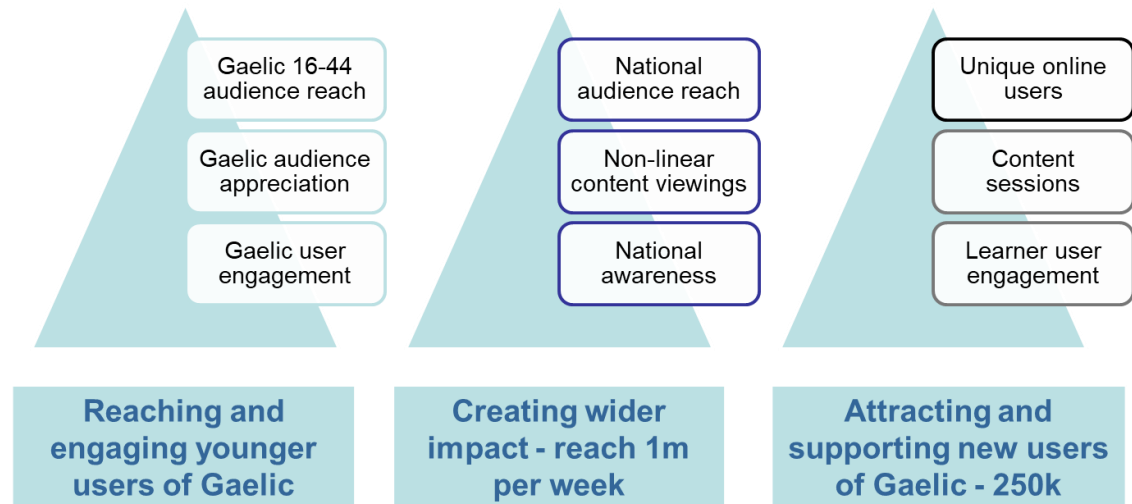 Gaelic 16-44
audience reach
Gaelic audience
appreciation
Gaelic user
engagement
Reaching and
engaging younger
users of Gaelic
National
audience reach
Non-linear
content viewings
National
awareness
Creating wider
impact - reach 1m
per week
Unique online
users
Content
sessions
Learner user
engagement
Attracting and
supporting new users
of Gaelic - 250k